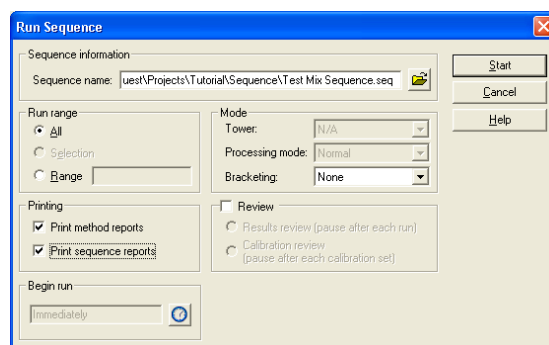 Run Sequence
Sequence information
Sequence name: uest\Projects\Tutorial\Sequence\Test Mix Sequence.seq
Start
Cancel
Help
Run range
All
Selection
Range
Mode
Tower: N/A
Processing mode: Normal
Bracketing: None
Printing
Print method reports
Print sequence reports
Review
Results review (pause after each run)
Calibration review
(pause after each calibration set)
Begin run
Immediately